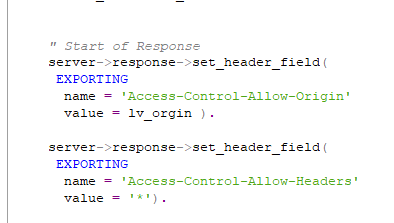 " Start of Response
server->response->set_header_field(
EXPORTING
name = 'Access-Control-Allow-Origin'
value = lv_orgin ).
server->response->set_header_field(
EXPORTING
name = 'Access-Control-Allow-Headers'
value = '*').